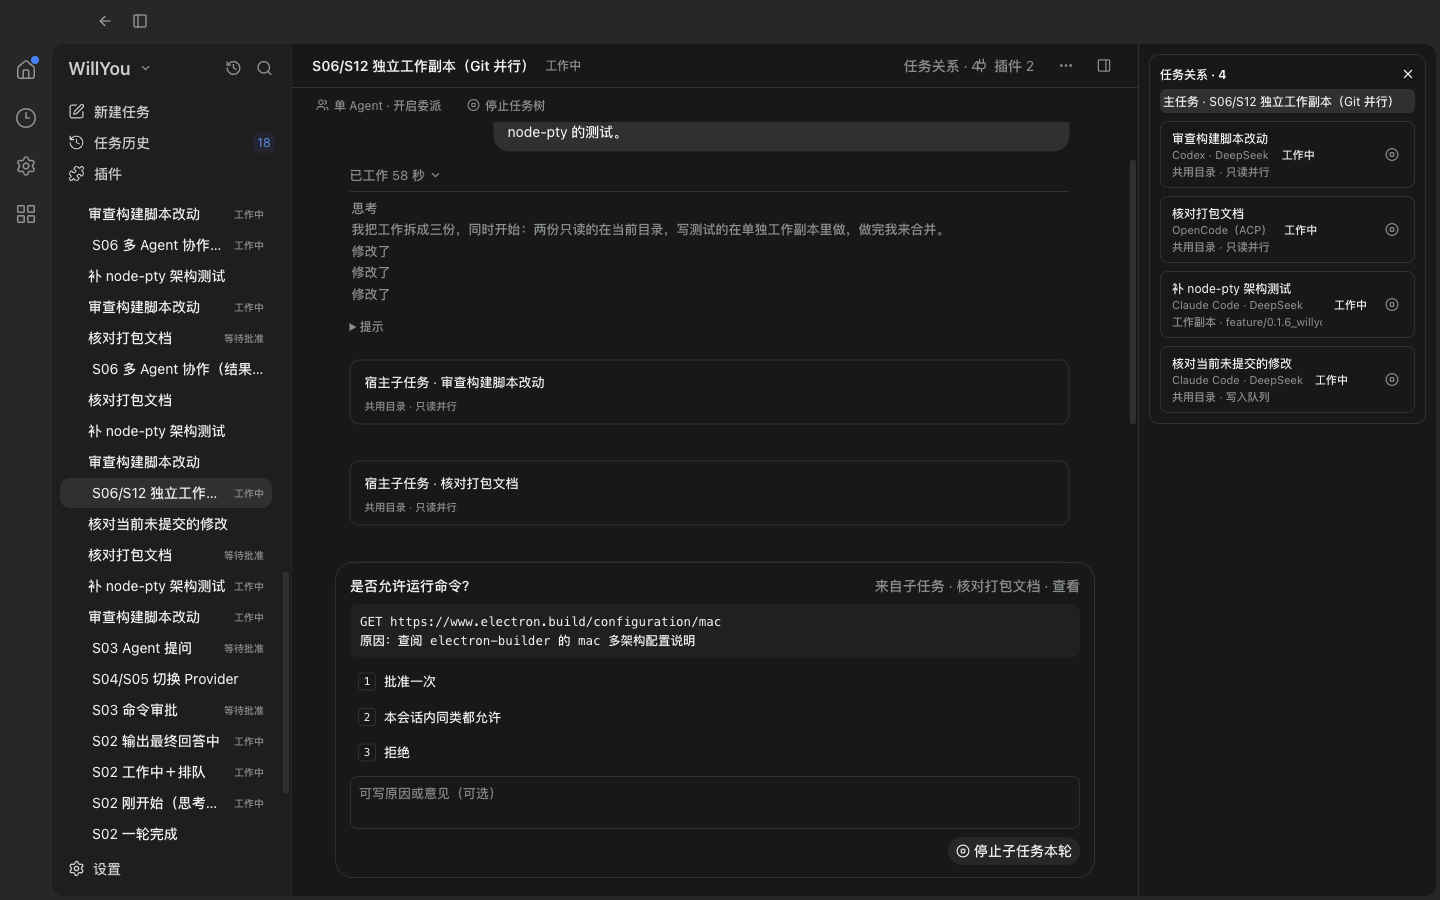 WillYou
新建任务
任务历史 18
插件
审查构建脚本改动 工作中
S06 多 Agent 协作... 工作中
补 node-pty 架构测试
审查构建脚本改动 工作中
核对打包文档 等待批准
S06 多 Agent 协作（结果...
核对打包文档
补 node-pty 架构测试
审查构建脚本改动
S06/S12 独立工作... 工作中
核对当前未提交的修改
核对打包文档 等待批准
补 node-pty 架构测试 工作中
审查构建脚本改动 工作中
S03 Agent 提问 等待批准
S04/S05 切换 Provider
S03 命令审批 等待批准
S02 输出最终回答中 工作中
S02 工作中＋排队 工作中
S02 刚开始（思考... 工作中
S02 一轮完成
设置
S06/S12 独立工作副本（Git 并行） 工作中
任务关系 · 4 插件 2
单 Agent · 开启委派 停止任务树
node-pty 的测试。
已工作 58 秒
思考
我把工作拆成三份，同时开始：两份只读的在当前目录，写测试的在单独工作副本里做，做完我来合并。
修改了
修改了
修改了
提示
宿主子任务 · 审查构建脚本改动
共用目录 · 只读并行
宿主子任务 · 核对打包文档
共用目录 · 只读并行
是否允许运行命令? 来自子任务 · 核对打包文档 · 查看
GET https://www.electron.build/configuration/mac
原因：查阅 electron-builder 的 mac 多架构配置说明
1 批准一次
2 本会话内同类都允许
3 拒绝
可写原因或意见（可选）
停止子任务本轮
任务关系 · 4
主任务 · S06/S12 独立工作副本（Git 并行）
审查构建脚本改动
Codex · DeepSeek 工作中
共用目录 · 只读并行
核对打包文档
OpenCode（ACP） 工作中
共用目录 · 只读并行
补 node-pty 架构测试
Claude Code · DeepSeek 工作中
工作副本 · feature/0.1.6_willyo
核对当前未提交的修改
Claude Code · DeepSeek 工作中
共用目录 · 写入队列